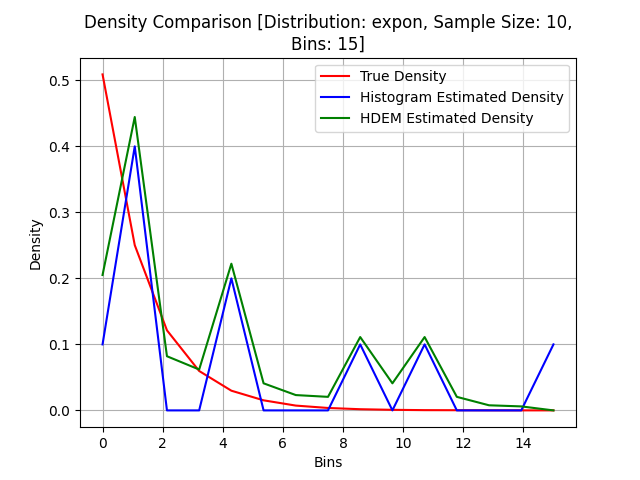 Density Comparison [Distribution: expon, Sample Size: 10,
Bins: 15]
True Density
Histogram Estimated Density
HDEM Estimated Density
Density
0.5
0.4
0.3
0.2
0.1
0.0
0 2 4 6 8 10 12 14
Bins